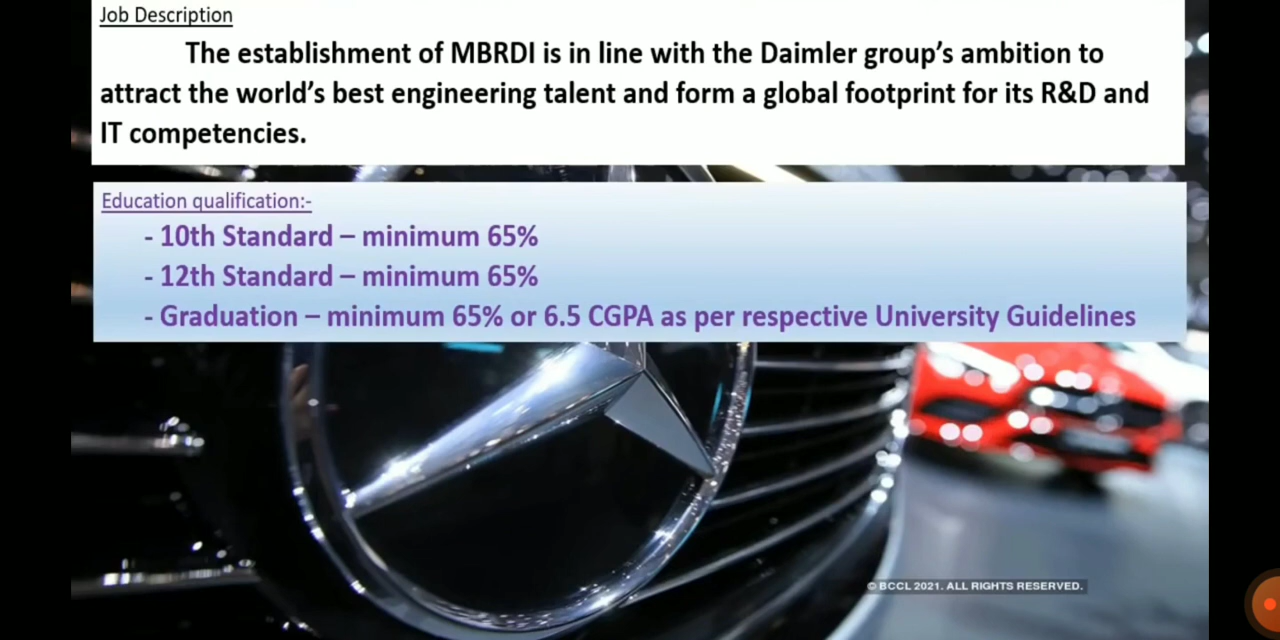 Job Description
The establishment of MBRDI is in line with the Daimler group’s ambition to
attract the world’s best engineering talent and form a global footprint for its R&D and
IT competencies.
Education qualification:-
- 10th Standard – minimum 65%
- 12th Standard – minimum 65%
- Graduation – minimum 65% or 6.5 CGPA as per respective University Guidelines
© BCCL 2021. ALL RIGHTS RESERVED.